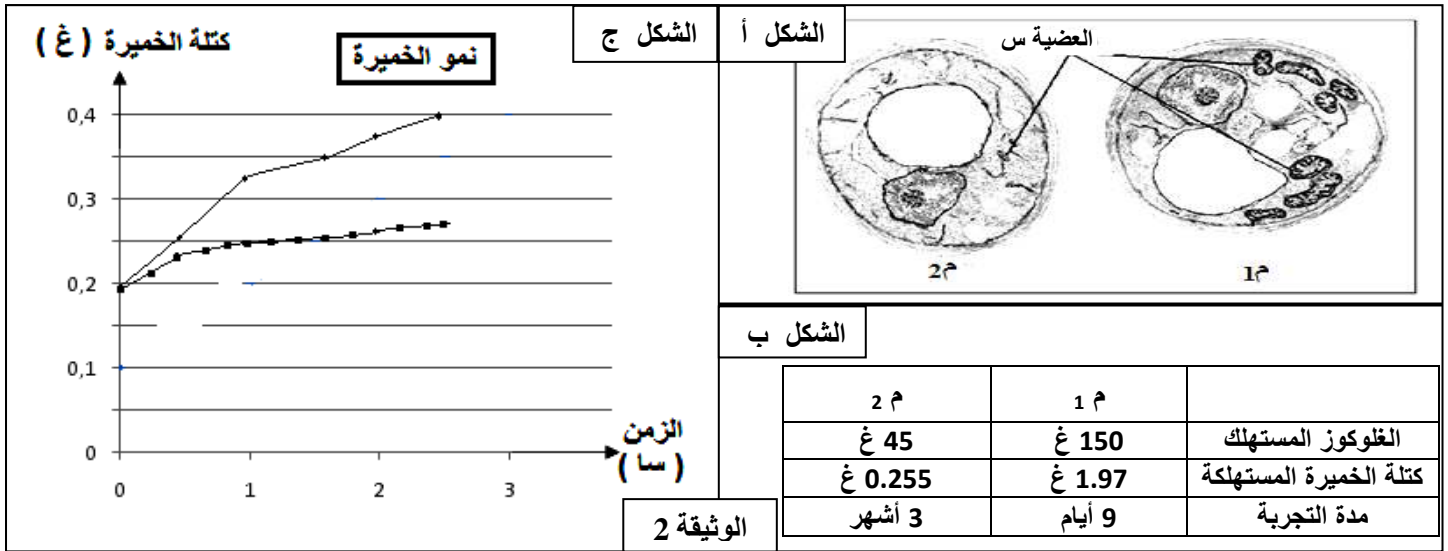 الشكل أ
العضية س
م1
م2
الشكل ب
م 1
م 2
الغلوكوز المستهلك
150 غ
45 غ
كتلة الخميرة المستهلكة
1.97 غ
0.255 غ
مدة التجربة
9 أيام
3 أشهر
الشكل ج
كتلة الخميرة ( غ )
نمو الخميرة
0,4
0,3
0,2
0,1
0
0
1
2
3
الزمن
( سا )
الوثيقة 2